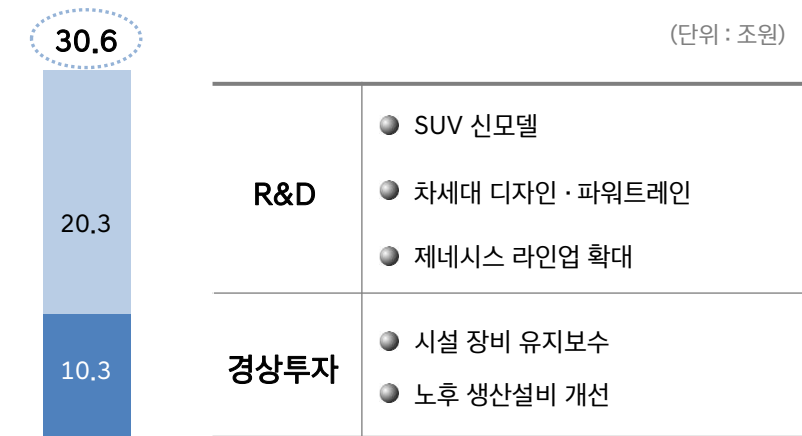 30.6
(단위 : 조원)
20.3
10.3
R&D
SUV 신모델
차세대 디자인 · 파워트레인
제네시스 라인업 확대
경상투자
시설 장비 유지보수
노후 생산설비 개선